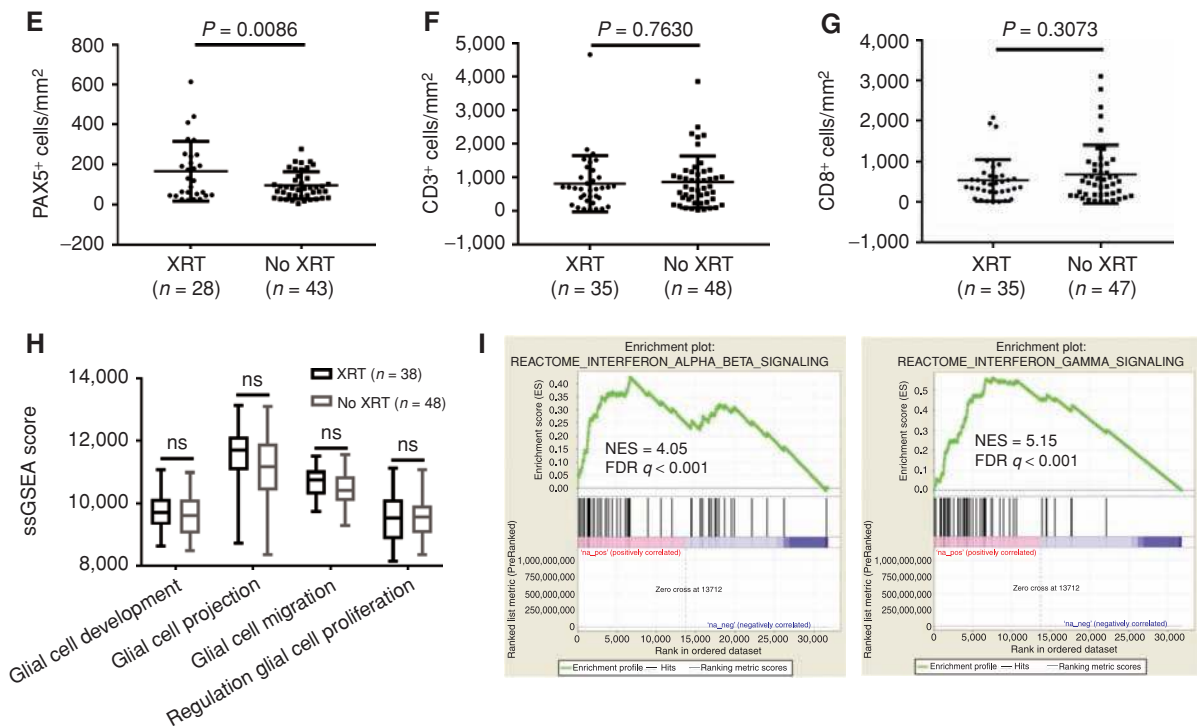 E
P = 0.0086
PAX5⁺ cells/mm²
800
600
400
200
0
−200
XRT
(n = 28)
No XRT
(n = 43)
F
P = 0.7630
CD3⁺ cells/mm²
5,000
4,000
3,000
2,000
1,000
0
−1,000
XRT
(n = 35)
No XRT
(n = 48)
G
P = 0.3073
CD8⁺ cells/mm²
4,000
3,000
2,000
1,000
0
−1,000
XRT
(n = 35)
No XRT
(n = 47)
H
ssGSEA score
14,000
12,000
10,000
8,000
ns
ns
ns
ns
XRT (n = 38)
No XRT (n = 48)
Glial cell development
Glial cell projection
Glial cell migration
Regulation glial cell proliferation
I
Enrichment plot:
REACTOME_INTERFERON_ALPHA_BETA_SIGNALING
Enrichment score (ES)
0.40
0.35
0.30
0.25
0.20
0.15
0.10
0.05
0.00
NES = 4.05
FDR q < 0.001
Ranked list metric (PreRanked)
'na_pos' (positively correlated)
1,000,000,000
750,000,000
500,000,000
250,000,000
0
Zero cross at 13712
'na_neg' (negatively correlated)
0
5,000
10,000
15,000
20,000
25,000
30,000
Rank in ordered dataset
Enrichment profile
Hits
Ranking metric scores
Enrichment plot:
REACTOME_INTERFERON_GAMMA_SIGNALING
Enrichment score (ES)
0.5
0.4
0.3
0.2
0.1
0.0
NES = 5.15
FDR q < 0.001
Ranked list metric (PreRanked)
'na_pos' (positively correlated)
1,000,000,000
750,000,000
500,000,000
250,000,000
0
Zero cross at 13712
'na_neg' (negatively correlated)
0
5,000
10,000
15,000
20,000
25,000
30,000
Rank in ordered dataset
Enrichment profile
Hits
Ranking metric scores